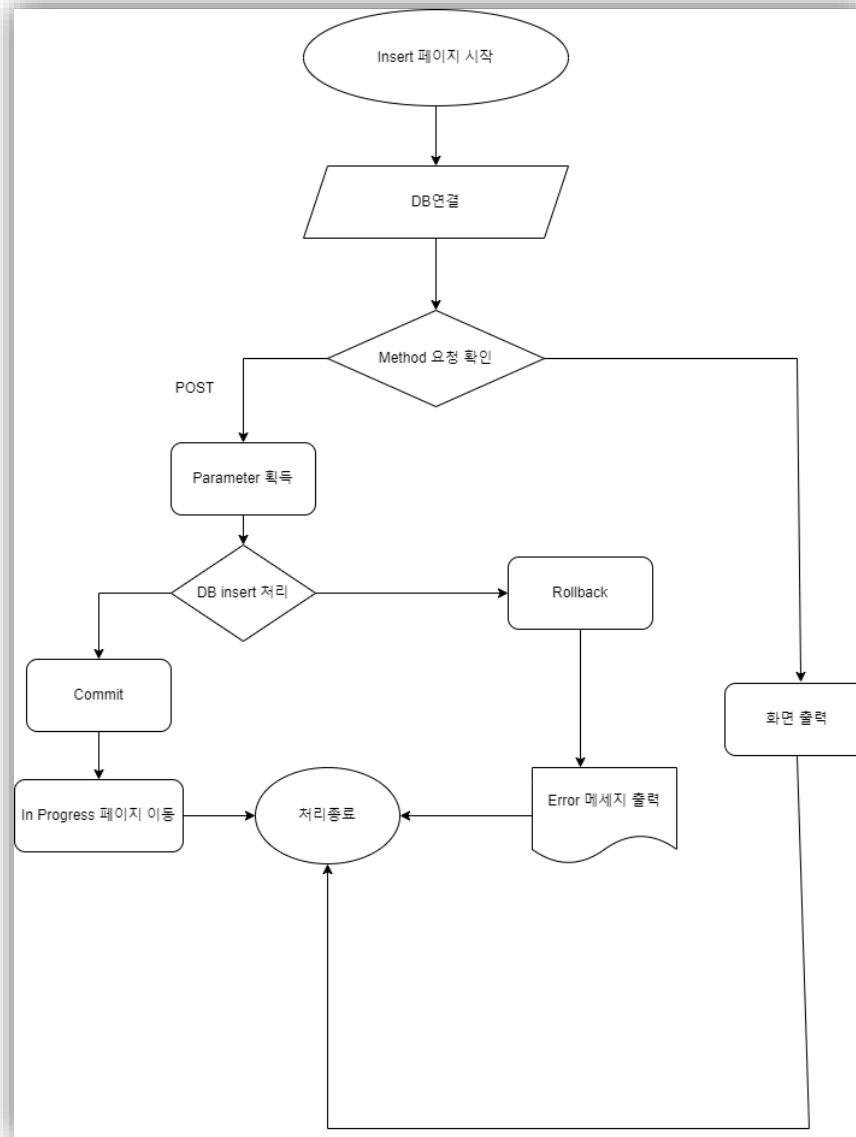 Insert 페이지 시작
DB연결
Method 요청 확인
POST
Parameter 획득
DB insert 처리
Rollback
Commit
화면 출력
In Progress 페이지 이동
처리종료
Error 메세지 출력